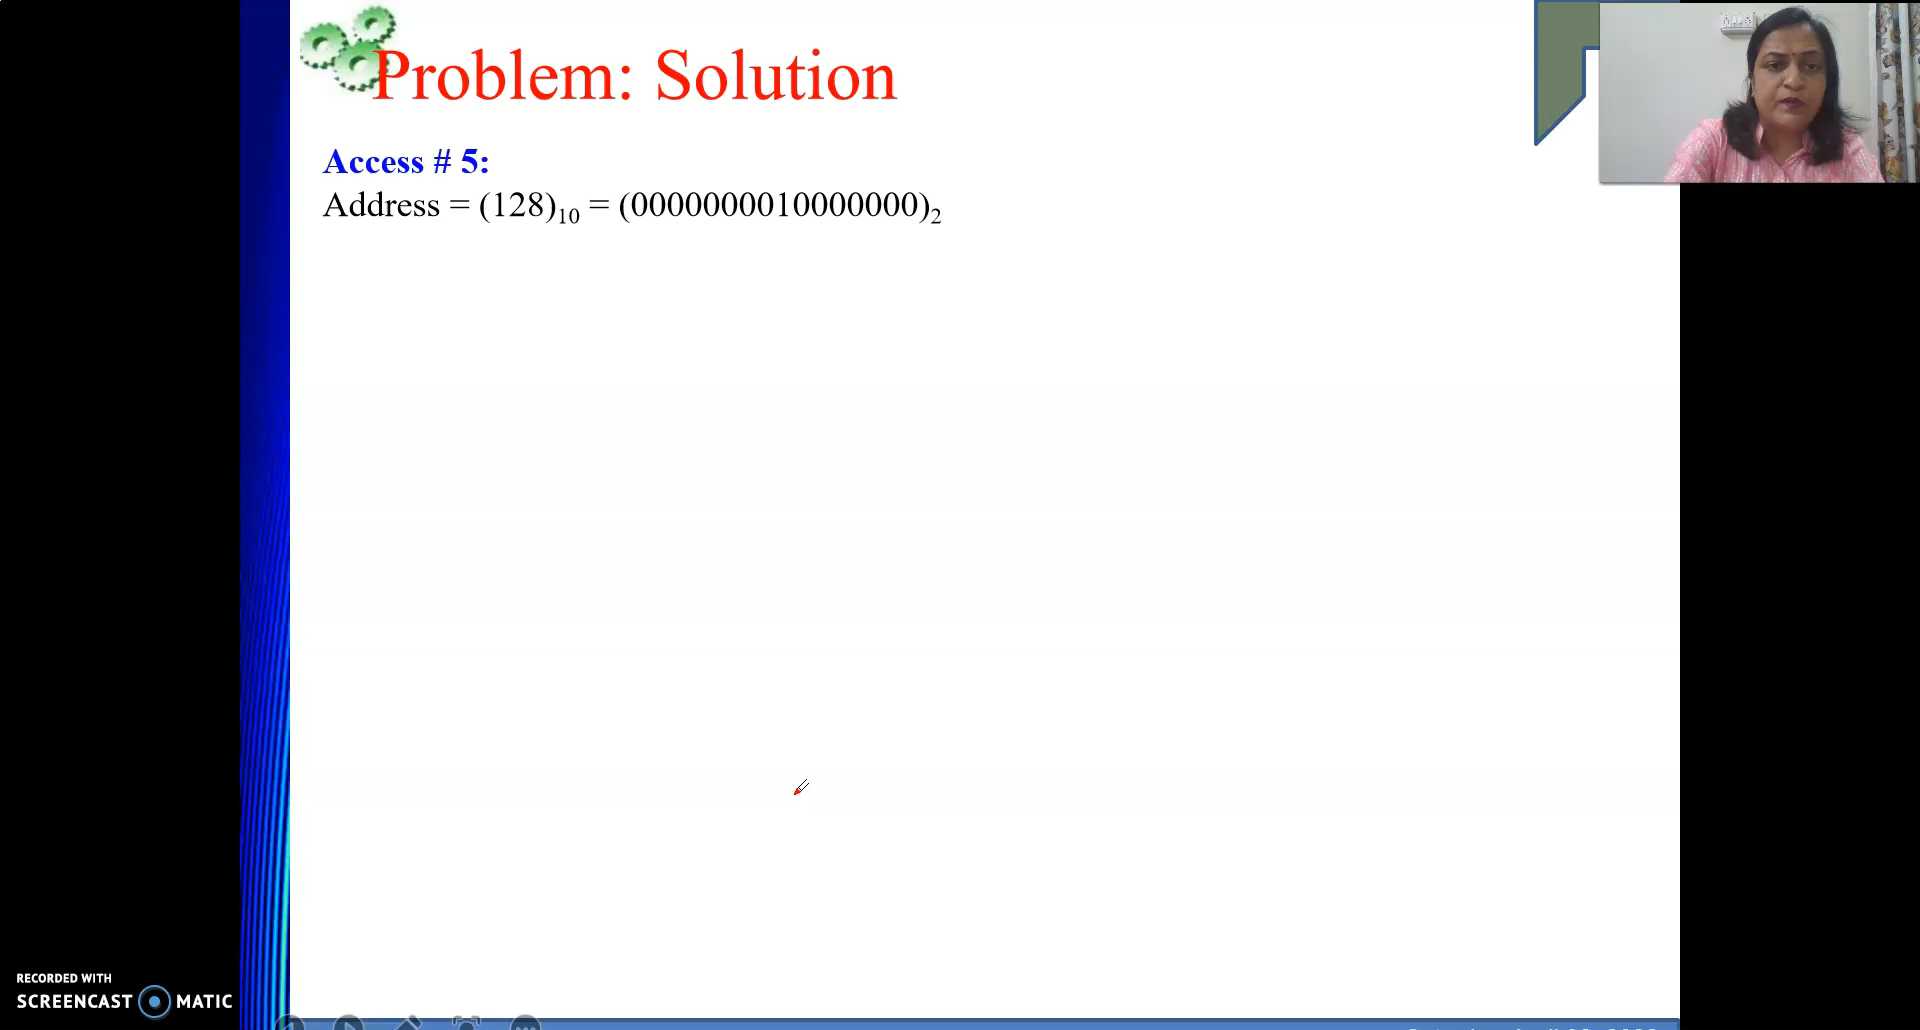 Problem: Solution
Access # 5:
Address = (128)10 = (0000000010000000)2
RECORDED WITH
SCREENCAST MATIC